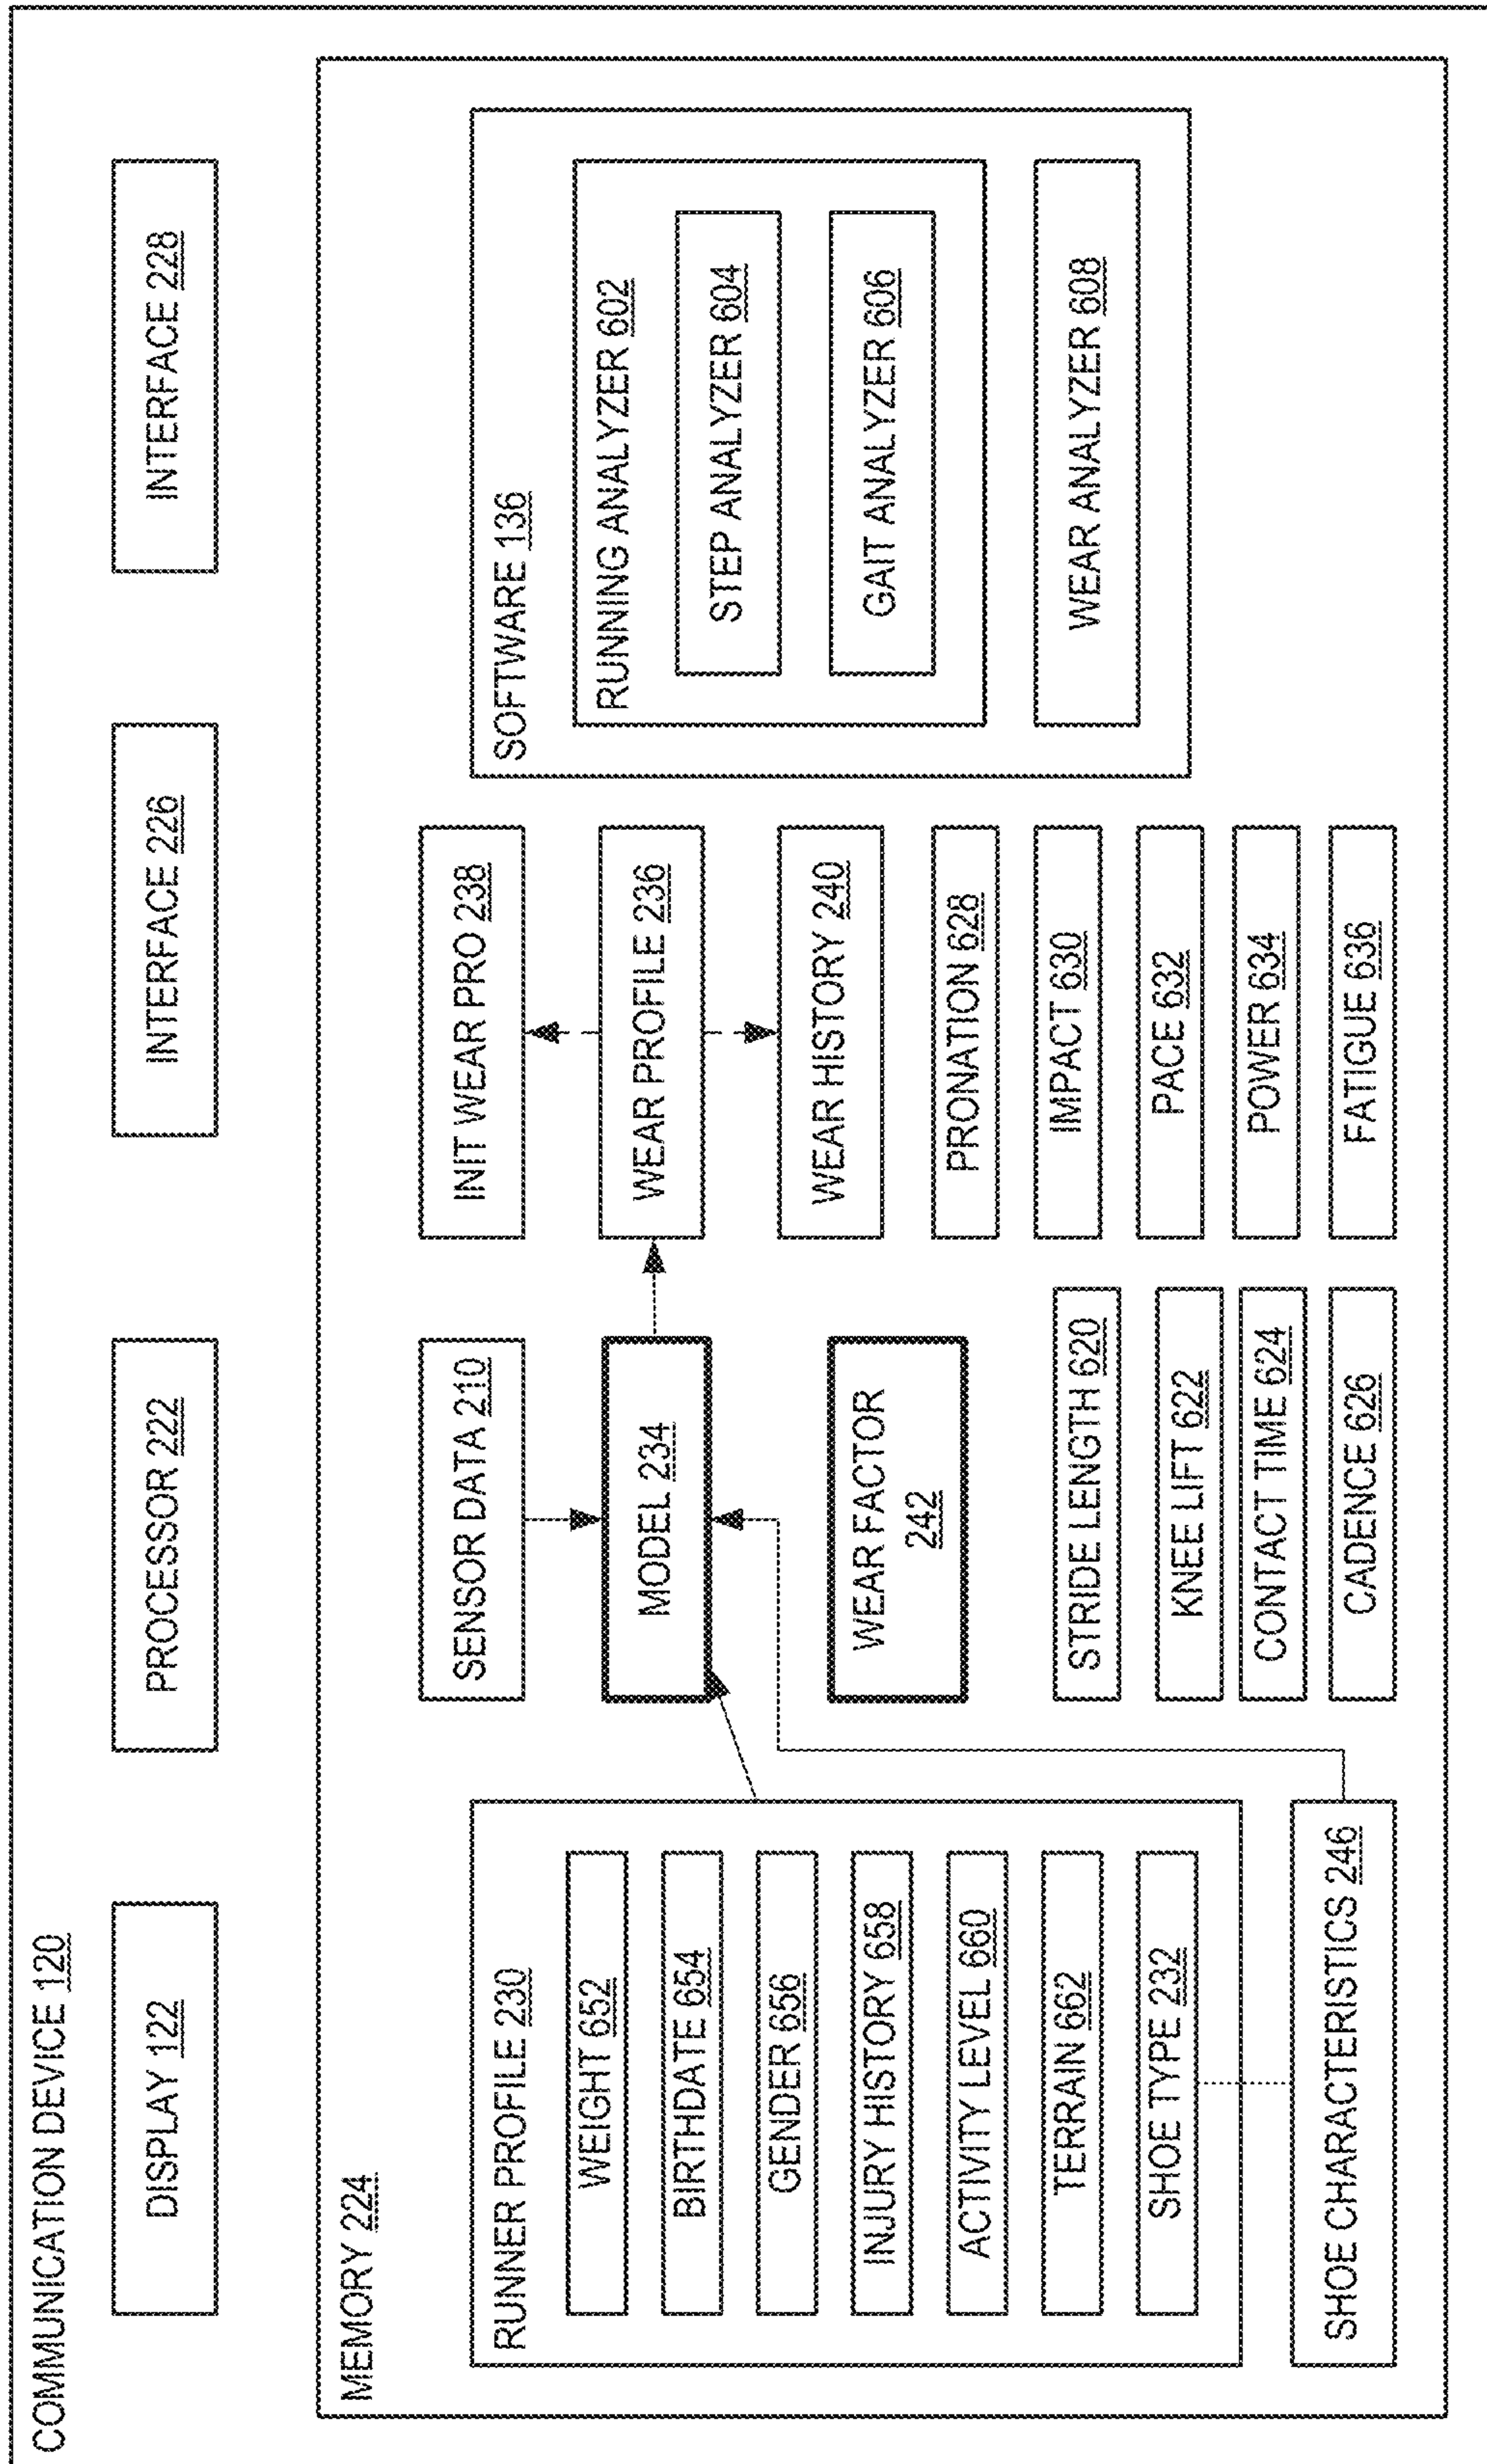 COMMUNICATION DEVICE 120
DISPLAY 122
PROCESSOR 222
INTERFACE 226
INTERFACE 228
MEMORY 224
RUNNER PROFILE 230
WEIGHT 652
BIRTHDATE 654
GENDER 656
INJURY HISTORY 658
ACTIVITY LEVEL 660
TERRAIN 662
SHOE TYPE 232
SHOE CHARACTERISTICS 246
SENSOR DATA 210
MODEL 234
WEAR FACTOR
242
STRIDE LENGTH 620
KNEE LIFT 622
CONTACT TIME 624
CADENCE 626
INIT WEAR PRO 238
WEAR PROFILE 236
WEAR HISTORY 240
PRONATION 628
IMPACT 630
PACE 632
POWER 634
FATIGUE 636
SOFTWARE 136
RUNNING ANALYZER 602
STEP ANALYZER 604
GAIT ANALYZER 606
WEAR ANALYZER 608